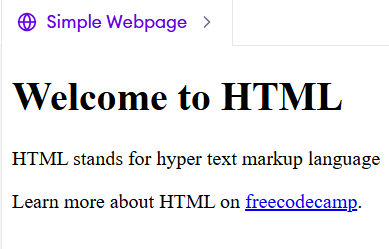 Simple Webpage
Welcome to HTML
HTML stands for hyper text markup language
Learn more about HTML on freecodecamp.